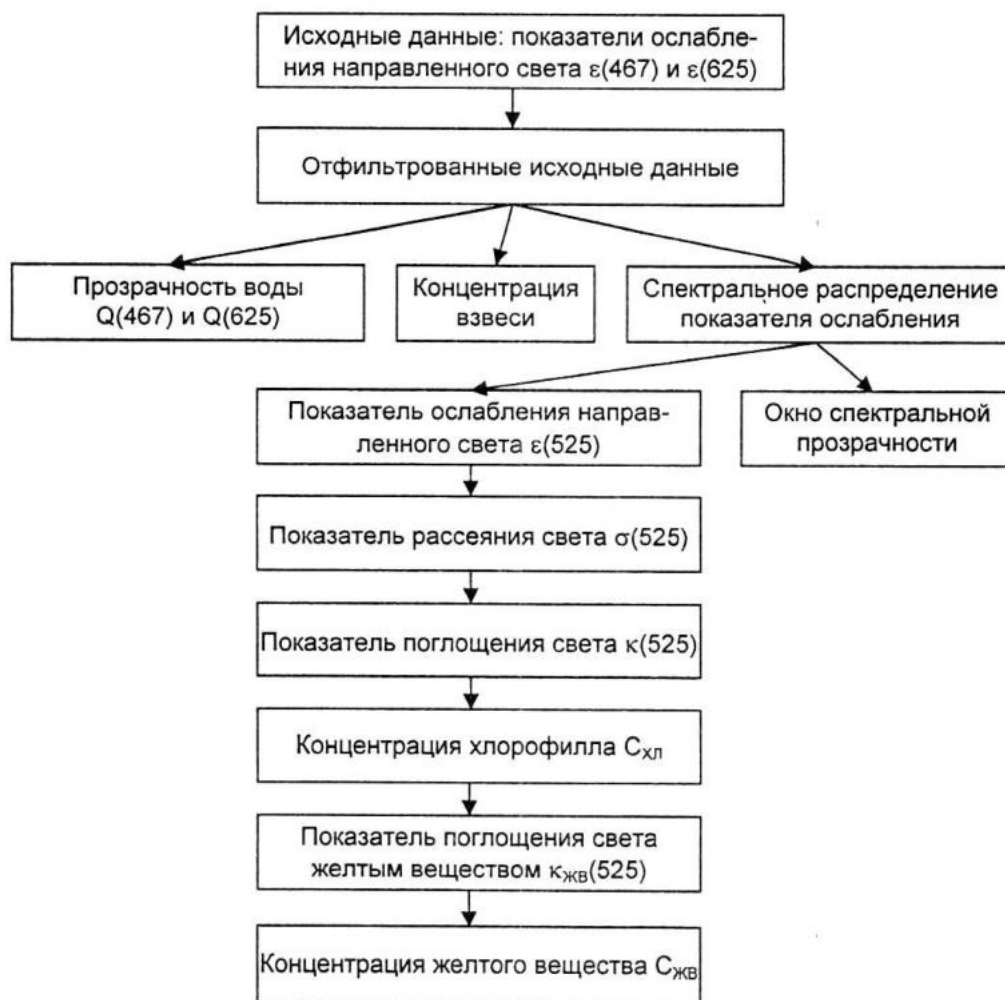 Исходные данные: показатели ослабле-
ния направленного света ε(467) и ε(625)
Отфильтрованные исходные данные
Прозрачность воды
Q(467) и Q(625)
Концентрация
взвеси
Спектральное распределение
показателя ослабления
Показатель ослабления направ-
ленного света ε(525)
Окно спектральной
прозрачности
Показатель рассеяния света σ(525)
Показатель поглощения света κ(525)
Концентрация хлорофилла Cхл
Показатель поглощения света
желтым веществом κжв(525)
Концентрация желтого вещества Cжв